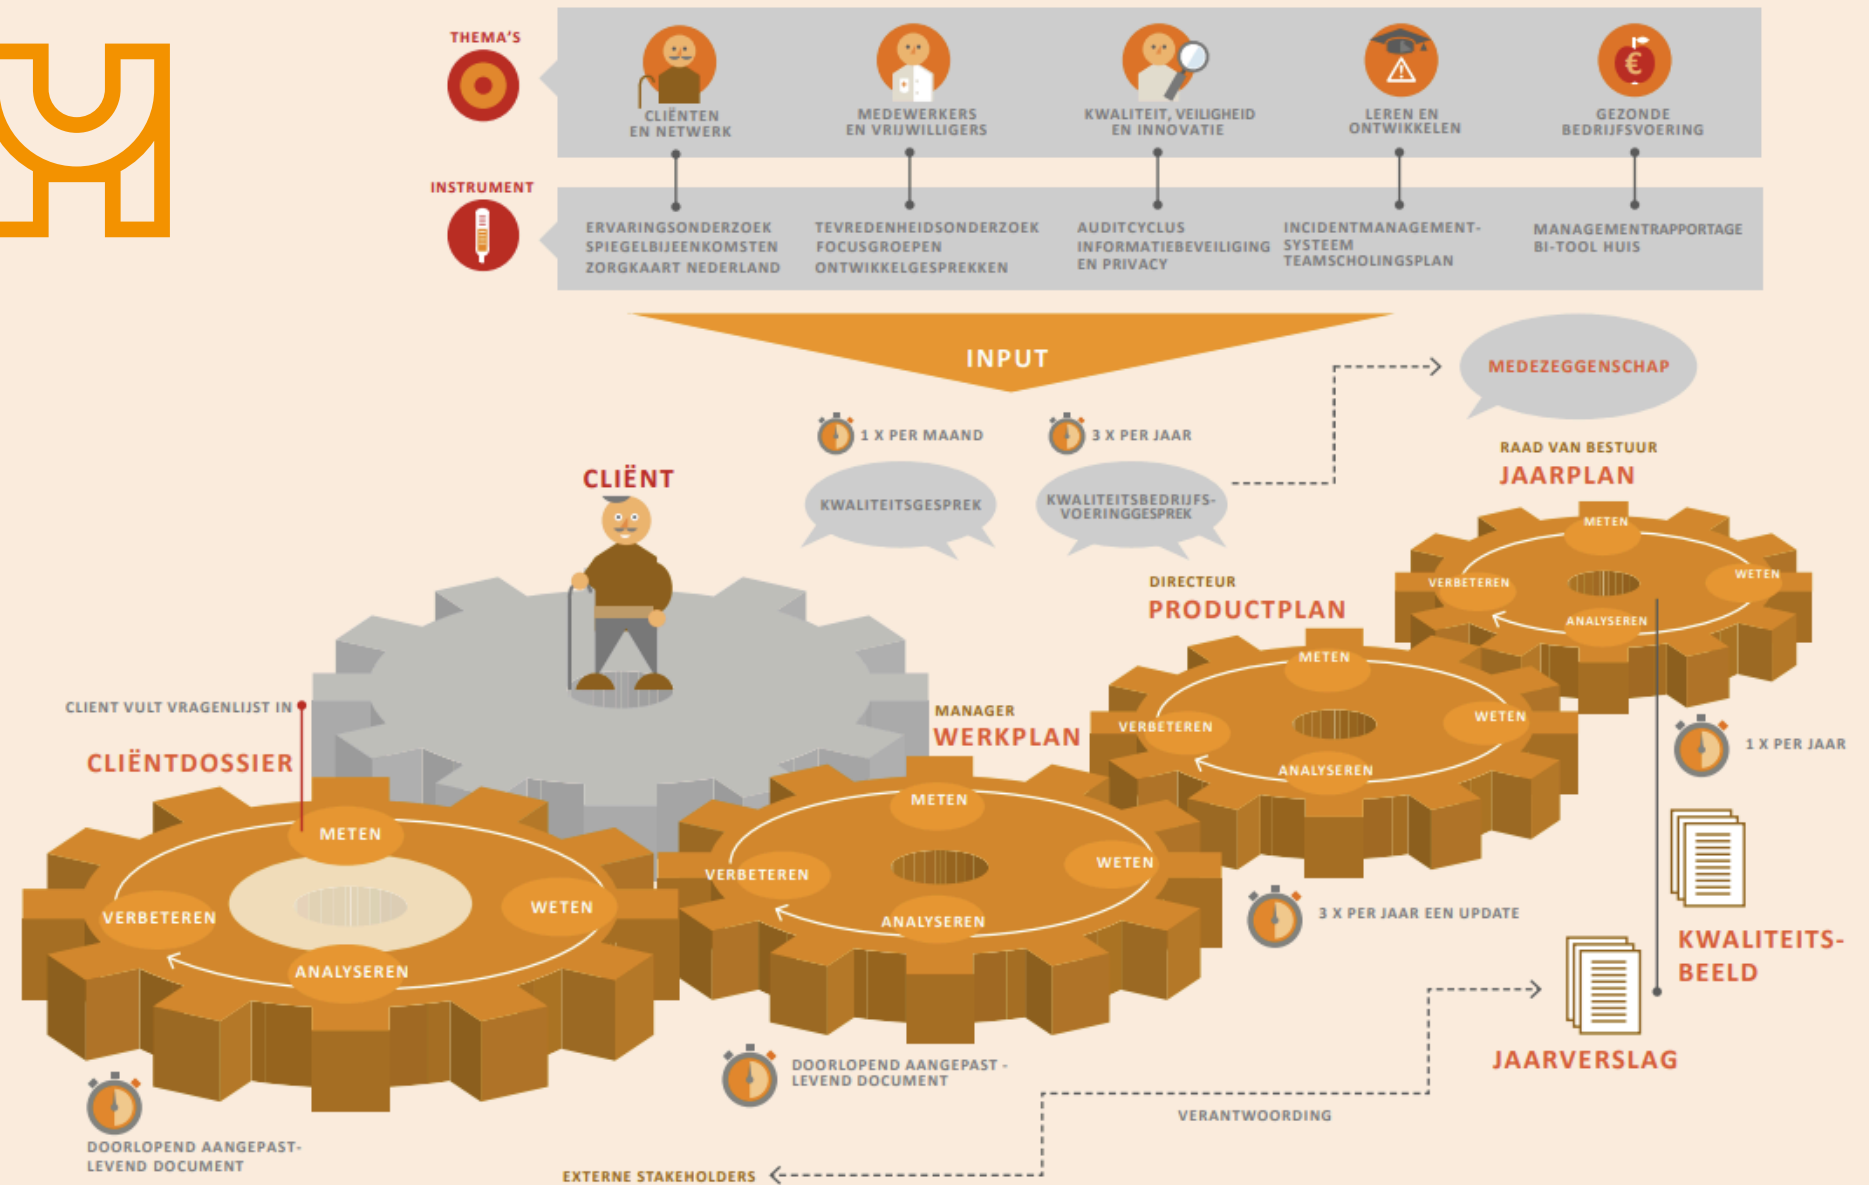 THEMA'S
CLIËNTEN
EN NETWERK
MEDEWERKERS
EN VRIJWILLIGERS
KWALITEIT, VEILIGHEID
EN INNOVATIE
LEREN EN
ONTWIKKELEN
€
GEZONDE
BEDRIJFSVOERING
INSTRUMENT
ERVARINGSONDERZOEK
SPIEGELBIJEENKOMSTEN
ZORGKAART NEDERLAND
TEVREDENHEIDSONDERZOEK
FOCUSGROEPEN
ONTWIKKELGESPREKKEN
AUDITCYCLUS
INFORMATIEBEVEILIGING
EN PRIVACY
INCIDENTMANAGEMENT-
SYSTEEM
TEAMSCHOLINGSPLAN
MANAGEMENTRAPPORTAGE
BI-TOOL HUIS
INPUT
MEDEZEGGENSCHAP
1 X PER MAAND
3 X PER JAAR
KWALITEITSGESPREK
KWALITEITSBEDRIJFS-
VOERINGGESPREK
CLIËNT
RAAD VAN BESTUUR
JAARPLAN
METEN
WETEN
ANALYSEREN
VERBETEREN
DIRECTEUR
PRODUCTPLAN
METEN
WETEN
ANALYSEREN
VERBETEREN
MANAGER
WERKPLAN
METEN
WETEN
ANALYSEREN
VERBETEREN
CLIENT VULT VRAGENLIJST IN
CLIËNTDOSSIER
METEN
WETEN
ANALYSEREN
VERBETEREN
1 X PER JAAR
3 X PER JAAR EEN UPDATE
KWALITEITS-
BEELD
JAARVERSLAG
DOORLOPEND AANGEPAST -
LEVEND DOCUMENT
VERANTWOORDING
DOORLOPEND AANGEPAST-
LEVEND DOCUMENT
EXTERNE STAKEHOLDERS